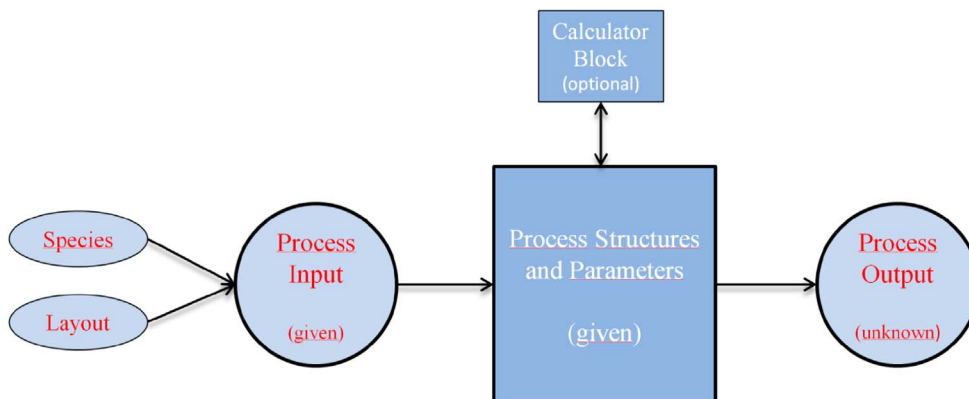 Calculator
Block
(optional)
Species
Layout
Process
Input
(given)
Process Structures
and Parameters
(given)
Process
Output
(unknown)